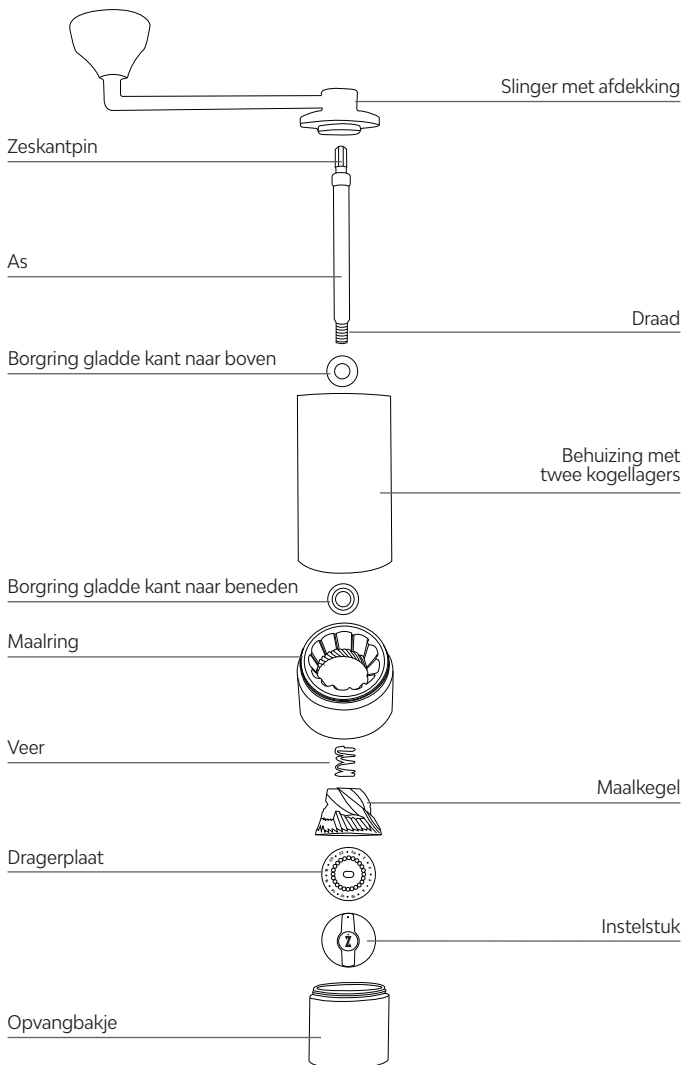 Slinger met afdekking
Zeskantpin
As
Draad
Borgring gladde kant naar boven
Behuizing met
twee kogellagers
Borgring gladde kant naar beneden
Maalring
Veer
Maalkegel
Dragerplaat
Instelstuk
Z
Opvangbakje